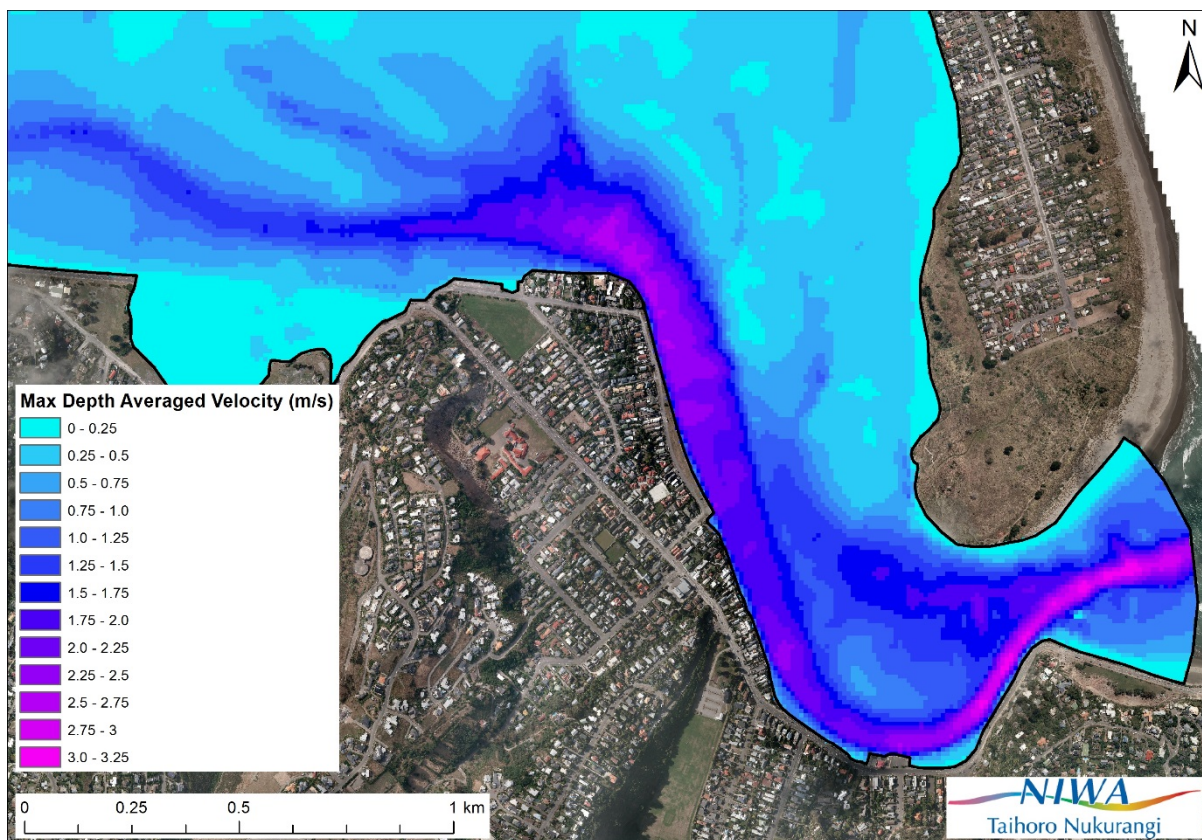 N
Max Depth Averaged Velocity (m/s)
0 - 0.25
0.25 - 0.5
0.5 - 0.75
0.75 - 1.0
1.0 - 1.25
1.25 - 1.5
1.5 - 1.75
1.75 - 2.0
2.0 - 2.25
2.25 - 2.5
2.5 - 2.75
2.75 - 3
3.0 - 3.25
0 0.25 0.5 1 km
NIWA
Taihoro Nukurangi